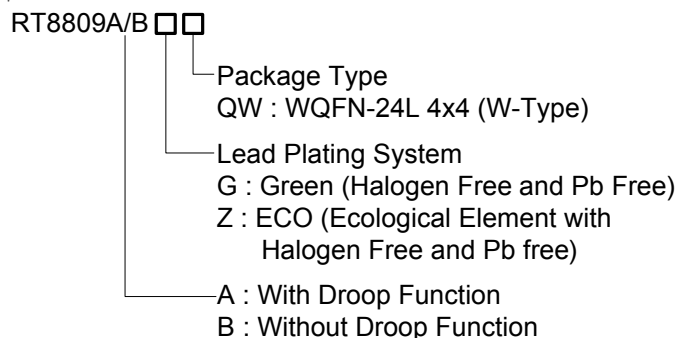 RT8809A/B
Package Type
QW : WQFN-24L 4x4 (W-Type)
Lead Plating System
G : Green (Halogen Free and Pb Free)
Z : ECO (Ecological Element with
Halogen Free and Pb free)
A : With Droop Function
B : Without Droop Function